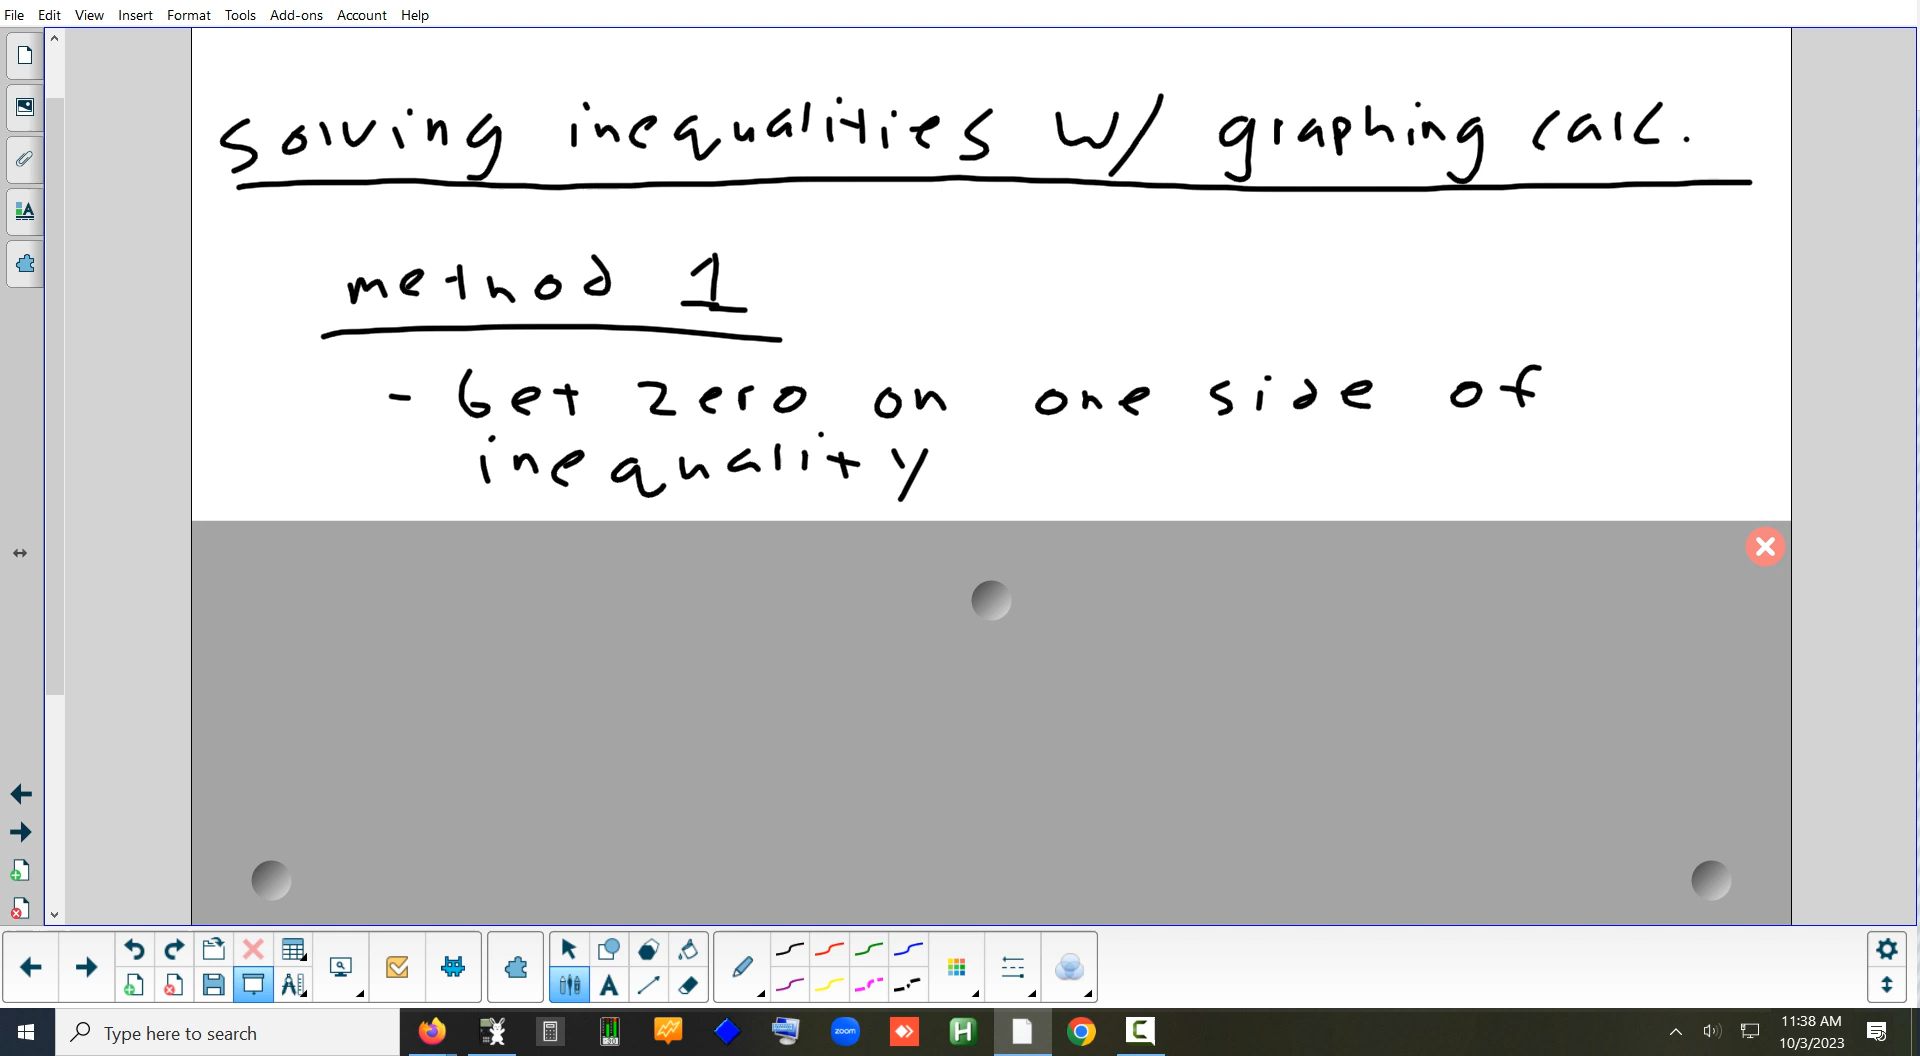 File Edit View Insert Format Tools Add-ons Account Help
solving inequalities w/ graphing calc.
method 1
- Get zero on one side of
inequality
Type here to search
zoom
11:38 AM
10/3/2023